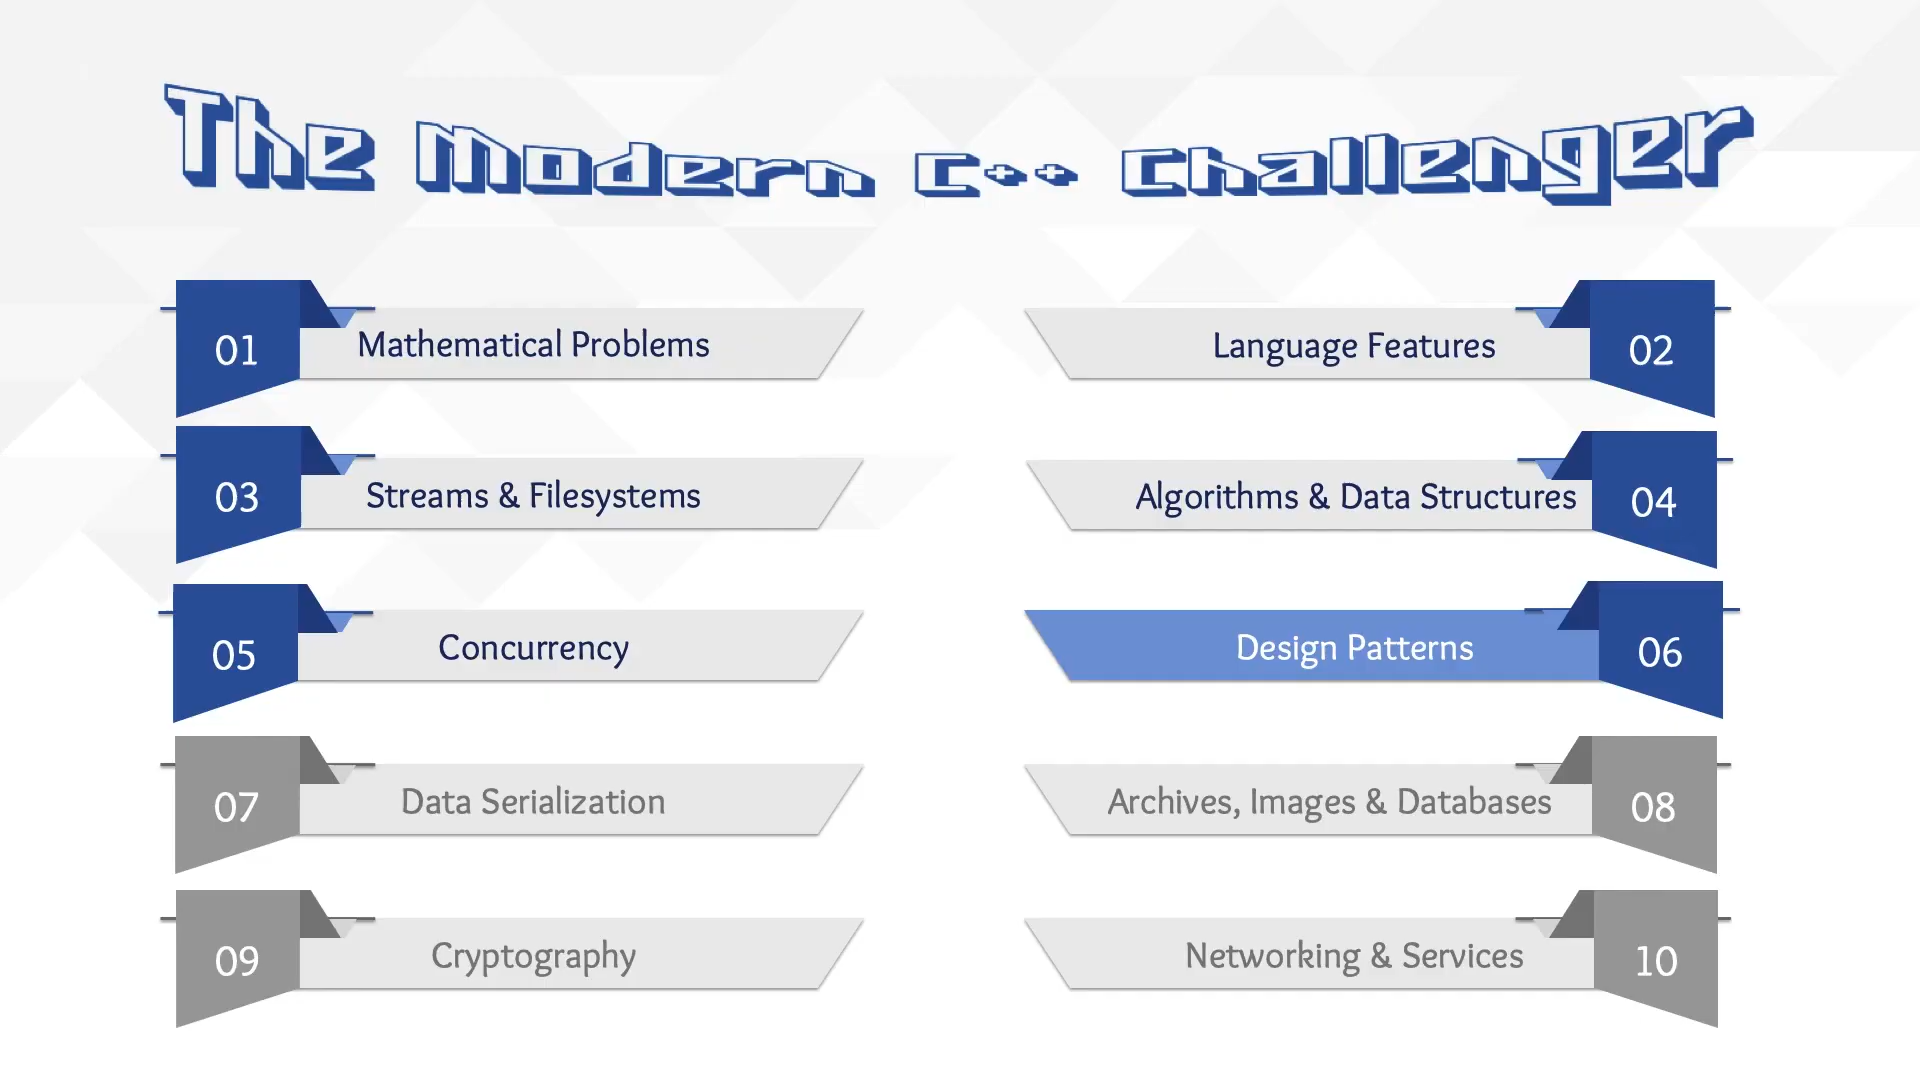 The Modern C++ Challenger
01 Mathematical Problems
Language Features 02
03 Streams & Filesystems
Algorithms & Data Structures 04
05 Concurrency
Design Patterns 06
07 Data Serialization
Archives, Images & Databases 08
09 Cryptography
Networking & Services 10